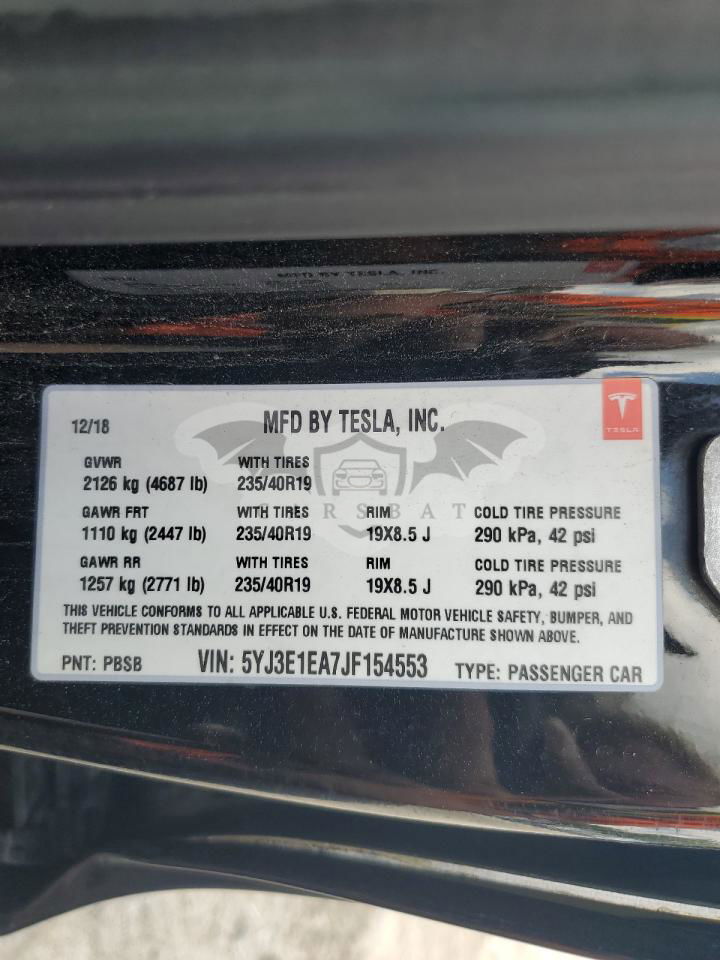 MFD BY TESLA, INC.
12/18 MFD BY TESLA, INC.
TESLA
GVWR WITH TIRES
2126 kg (4687 lb) 235/40R19
GAWR FRT WITH TIRES RIM COLD TIRE PRESSURE
1110 kg (2447 lb) 235/40R19 19X8.5 J 290 kPa, 42 psi
GAWR RR WITH TIRES RIM COLD TIRE PRESSURE
1257 kg (2771 lb) 235/40R19 19X8.5 J 290 kPa, 42 psi
THIS VEHICLE CONFORMS TO ALL APPLICABLE U.S. FEDERAL MOTOR VEHICLE SAFETY, BUMPER, AND
THEFT PREVENTION STANDARDS IN EFFECT ON THE DATE OF MANUFACTURE SHOWN ABOVE.
PNT: PBSB VIN: 5YJ3E1EA7JF154553 TYPE: PASSENGER CAR